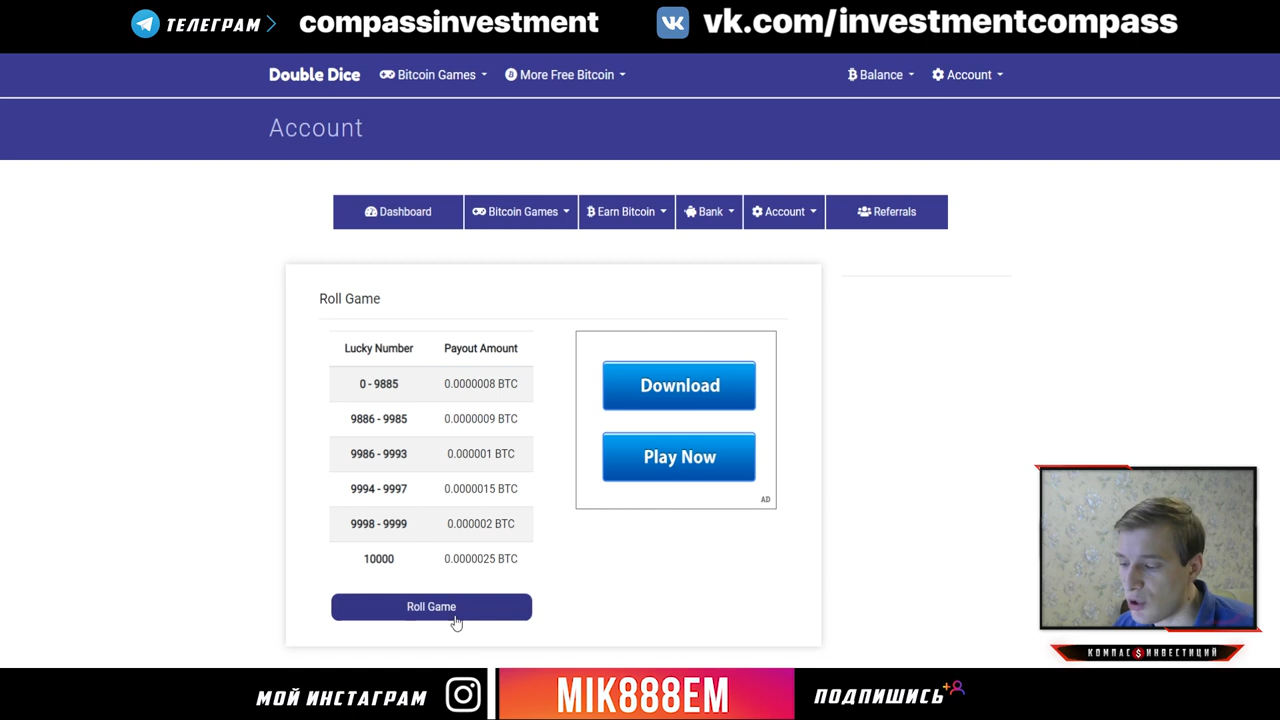 ТЕЛЕГРАМ compassinvestment vk.com/investmentcompass
Double Dice Bitcoin Games More Free Bitcoin Balance Account
Account
Dashboard Bitcoin Games Earn Bitcoin Bank Account Referrals
Roll Game
Lucky Number Payout Amount
0 - 9885 0.0000008 BTC
9886 - 9985 0.0000009 BTC
9986 - 9993 0.000001 BTC
9994 - 9997 0.0000015 BTC
9998 - 9999 0.000002 BTC
10000 0.0000025 BTC
Download
Play Now
AD
Roll Game
КОМПАС $ ИНВЕСТИЦИЙ
МОЙ ИНСТАГРАМ MIK888EM ПОДПИШИСЬ